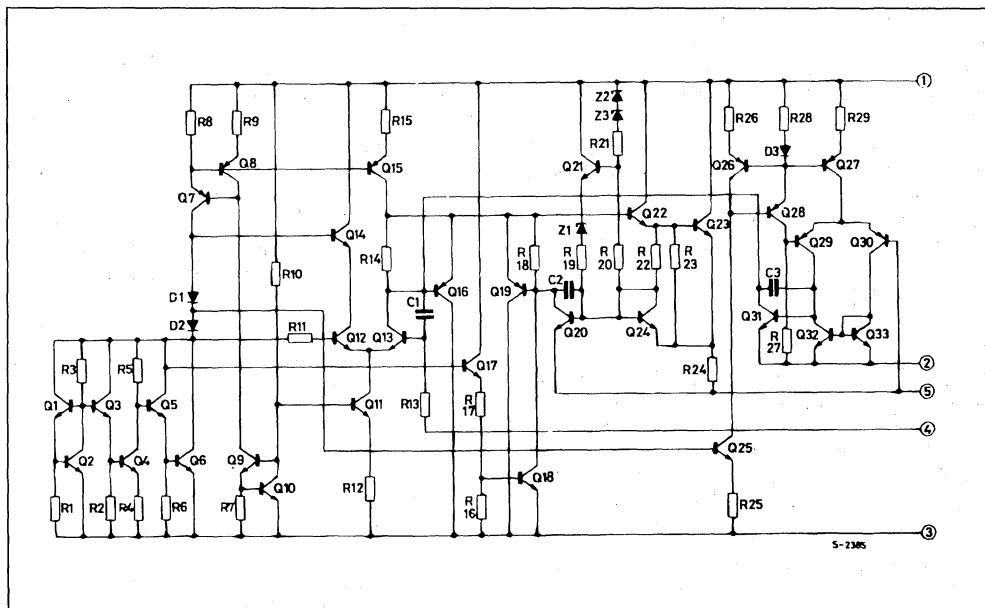 ①
Z2
Z3
R8 R9 R15 R26 R28 R29
R21
D3
Q8 Q21
Q15 Q26 Q27
Q7
Q22 Q23 Q28
Q14 Z1 Q29 Q30
R10 R14 R18 R19 R20 R22 R23
D1 C1 Q16 Q19 C2 C3
D2 Q31
R11 Q12 Q13 Q20 Q24 R27 Q32 Q33
②
R3 R5 Q17 R24
⑤
Q1 Q3 Q5 R13 R17
Q11 ④
Q2 Q4 Q6 Q9 Q25
Q10 R12 Q18
R1 R2 R4 R6 R7 R16 R25
③
S-2385